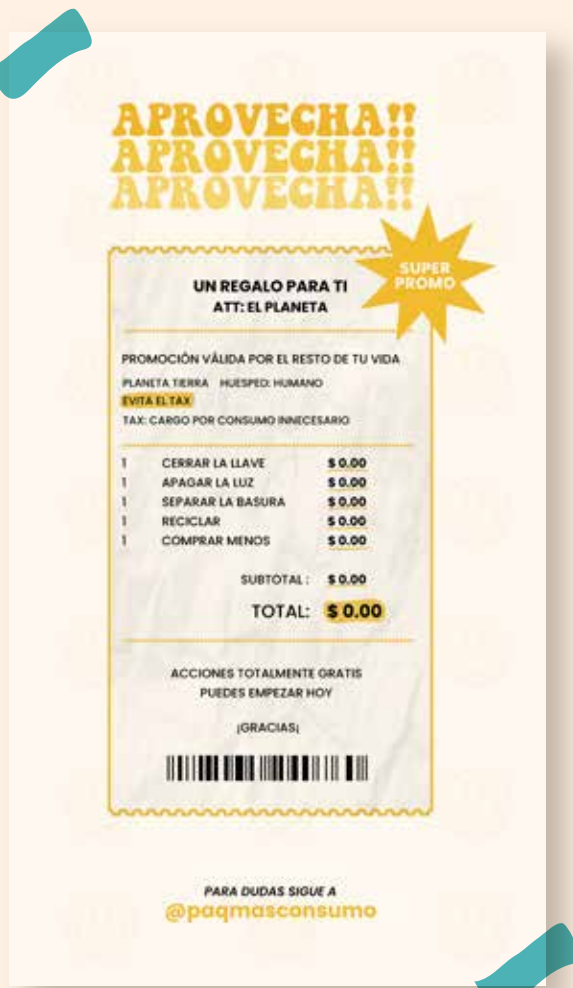 APROVECHA!!
APROVECHA!!
APROVECHA!!
SUPER
PROMO
UN REGALO PARA TI
ATT: EL PLANETA
PROMOCIÓN VÁLIDA POR EL RESTO DE TU VIDA
PLANETA TIERRA HUESPED: HUMANO
EVITA EL TAX
TAX: CARGO POR CONSUMO INNECESARIO
1 CERRAR LA LLAVE $ 0.00
1 APAGAR LA LUZ $ 0.00
1 SEPARAR LA BASURA $ 0.00
1 RECICLAR $ 0.00
1 COMPRAR MENOS $ 0.00
SUBTOTAL : $ 0.00
TOTAL: $ 0.00
ACCIONES TOTALMENTE GRATIS
PUEDES EMPEZAR HOY
¡GRACIAS¡
PARA DUDAS SIGUE A
@paqmasconsumo